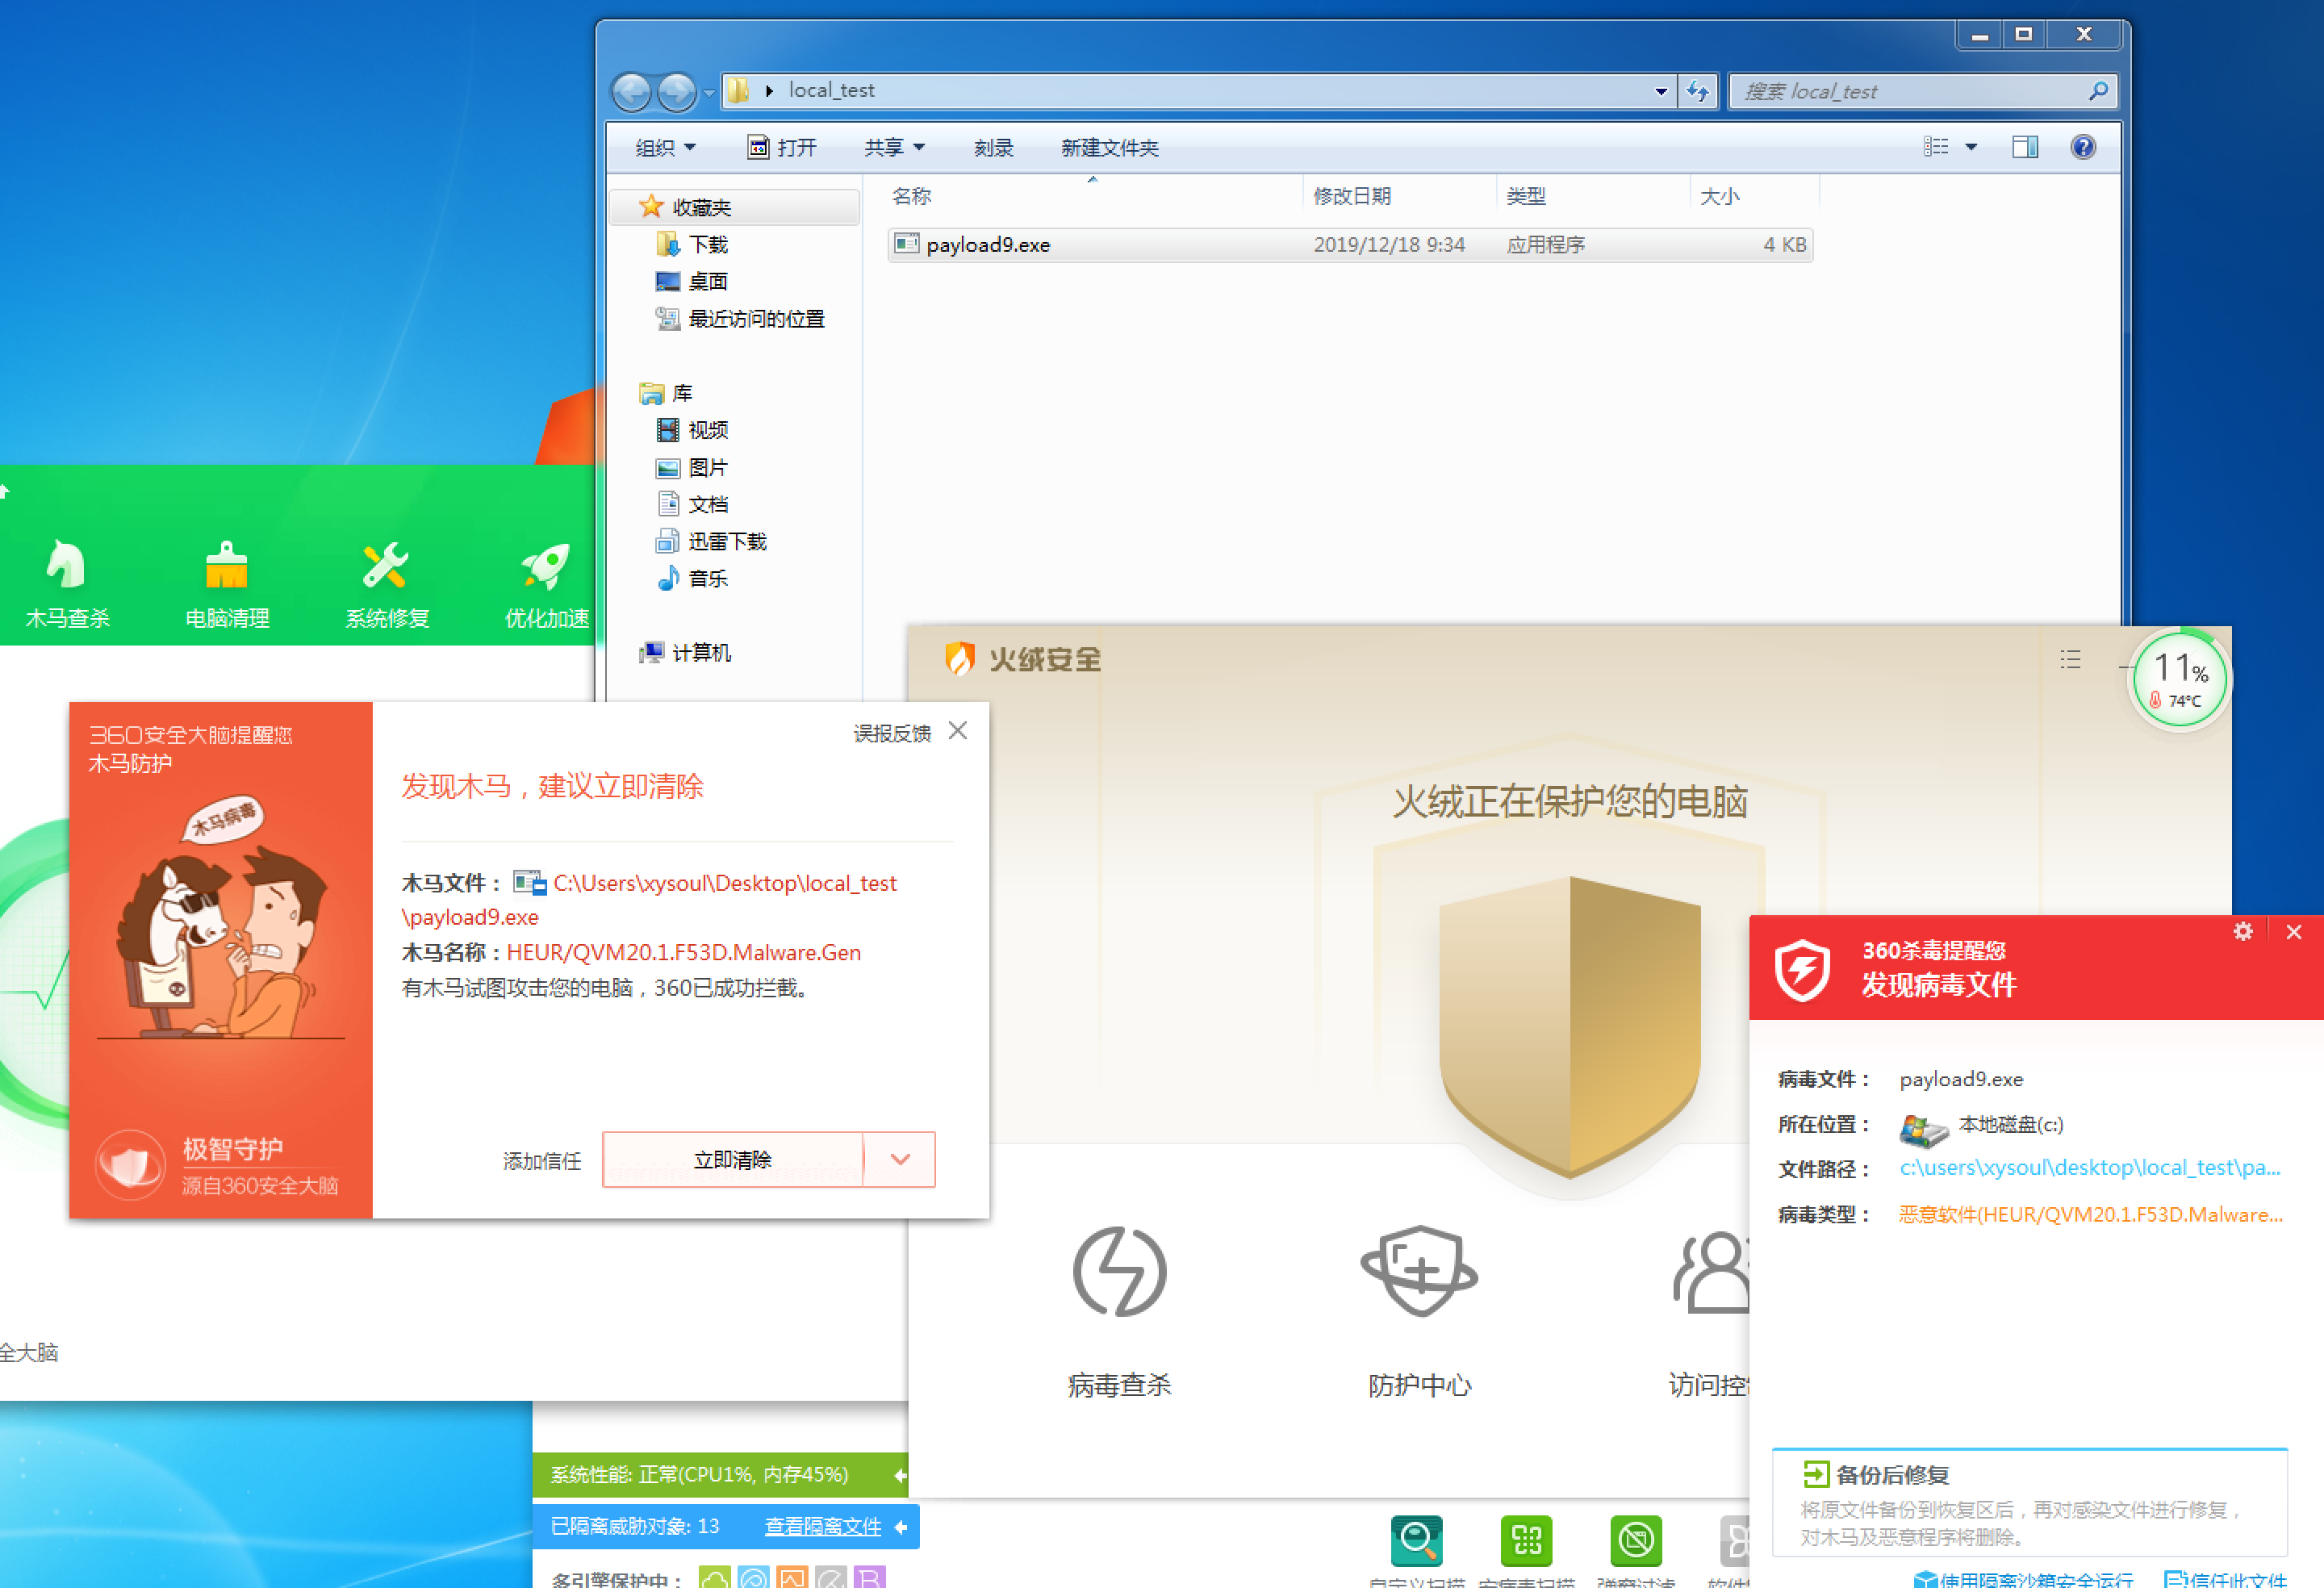 local_test
搜索 local_test
组织
打开
共享
刻录
新建文件夹
名称
修改日期
类型
大小
收藏夹
payload9.exe
2019/12/18 9:34
应用程序
4 KB
下载
桌面
最近访问的位置
库
视频
图片
文档
迅雷下载
音乐
计算机
木马查杀
电脑清理
系统修复
优化加速
火绒安全
11%
74°C
火绒正在保护您的电脑
病毒查杀
防护中心
访问控
360安全大脑提醒您
木马防护
木马病毒
极智守护
源自360安全大脑
误报反馈
发现木马，建议立即清除
木马文件： C:\Users\xysoul\Desktop\local_test
\payload9.exe
木马名称：HEUR/QVM20.1.F53D.Malware.Gen
有木马试图攻击您的电脑，360已成功拦截。
添加信任
立即清除
360杀毒提醒您
发现病毒文件
病毒文件： payload9.exe
所在位置： 本地磁盘(c:)
文件路径： c:\users\xysoul\desktop\local_test\pa...
病毒类型： 恶意软件(HEUR/QVM20.1.F53D.Malware...
备份后修复
将原文件备份到恢复区后，再对感染文件进行修复，
对木马及恶意程序将删除。
使用隔离沙箱安全运行
信任此文件
全大脑
系统性能: 正常(CPU1%, 内存45%)
已隔离威胁对象: 13
查看隔离文件
多引擎保护中：
自定义扫描
宏病毒扫描
弹窗过滤